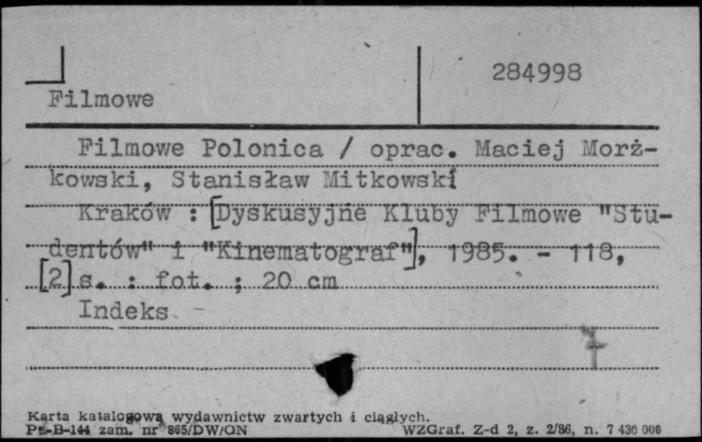 284998
Filmowe
Filmowe Polonica / oprac. Maciej Morż-
kowski, Stanisław Mitkowski
Kraków : [Dyskusyjne Kluby Filmowe "Stu-
dentów" i "Kinematograf"], 1985. - 118,
[2] s. : fot. ; 20 cm
Indeks
Karta katalogowa wydawnictw zwartych i ciągłych.
Pu-B-144 zam. nr 865/DW/ON WZGraf. Z-d 2, z. 2/86, n. 7 430 000